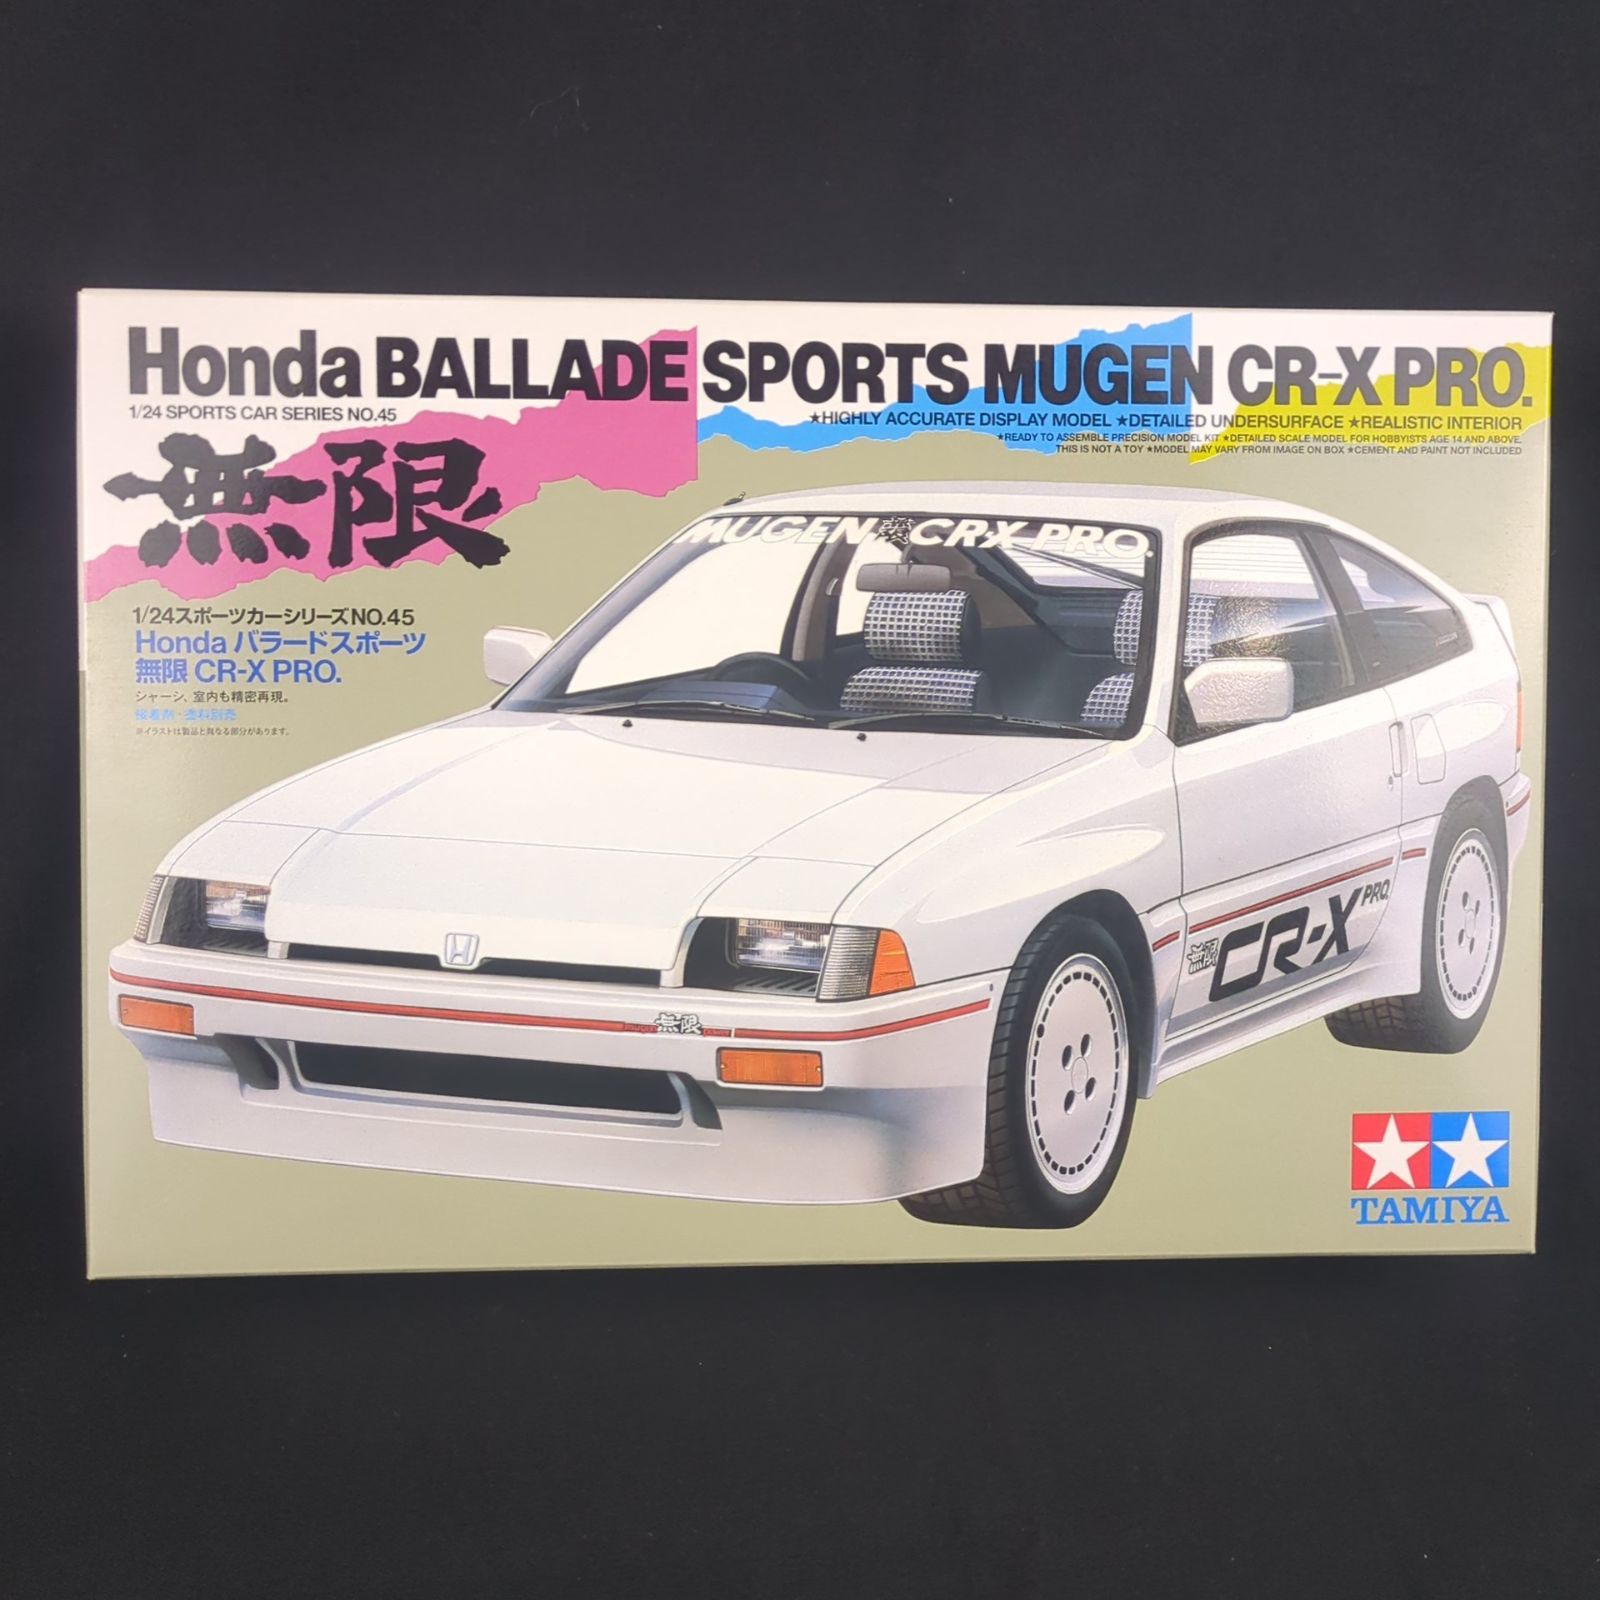 Honda BALLADE SPORTS MUGEN CR-X PRO.
1/24 SPORTS CAR SERIES NO.45
★HIGHLY ACCURATE DISPLAY MODEL ★DETAILED UNDERSURFACE ★REALISTIC INTERIOR
★READY TO ASSEMBLE PRECISION MODEL KIT ★DETAILED SCALE MODEL FOR HOBBYISTS AGE 14 AND ABOVE.
THIS IS NOT A TOY ★MODEL MAY VARY FROM IMAGE ON BOX ★CEMENT AND PAINT NOT INCLUDED
無限
MUGEN 無限 CR-X PRO.
1/24スポーツカーシリーズNO.45
Honda バラードスポーツ
無限 CR-X PRO.
シャーシ、室内も精密再現。
接着剤・塗料別売
※イラストは製品と異なる部分があります。
無限 CR-X PRO.
無限
TAMIYA